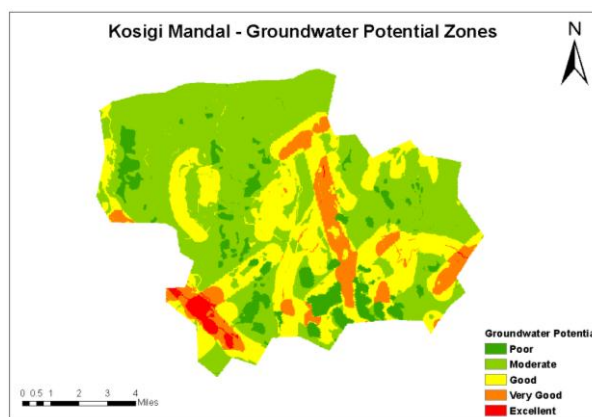 Kosigi Mandal - Groundwater Potential Zones
N
Groundwater Potential
Poor
Moderate
Good
Very Good
Excellent
0 0.5 1 2 3 4
Miles